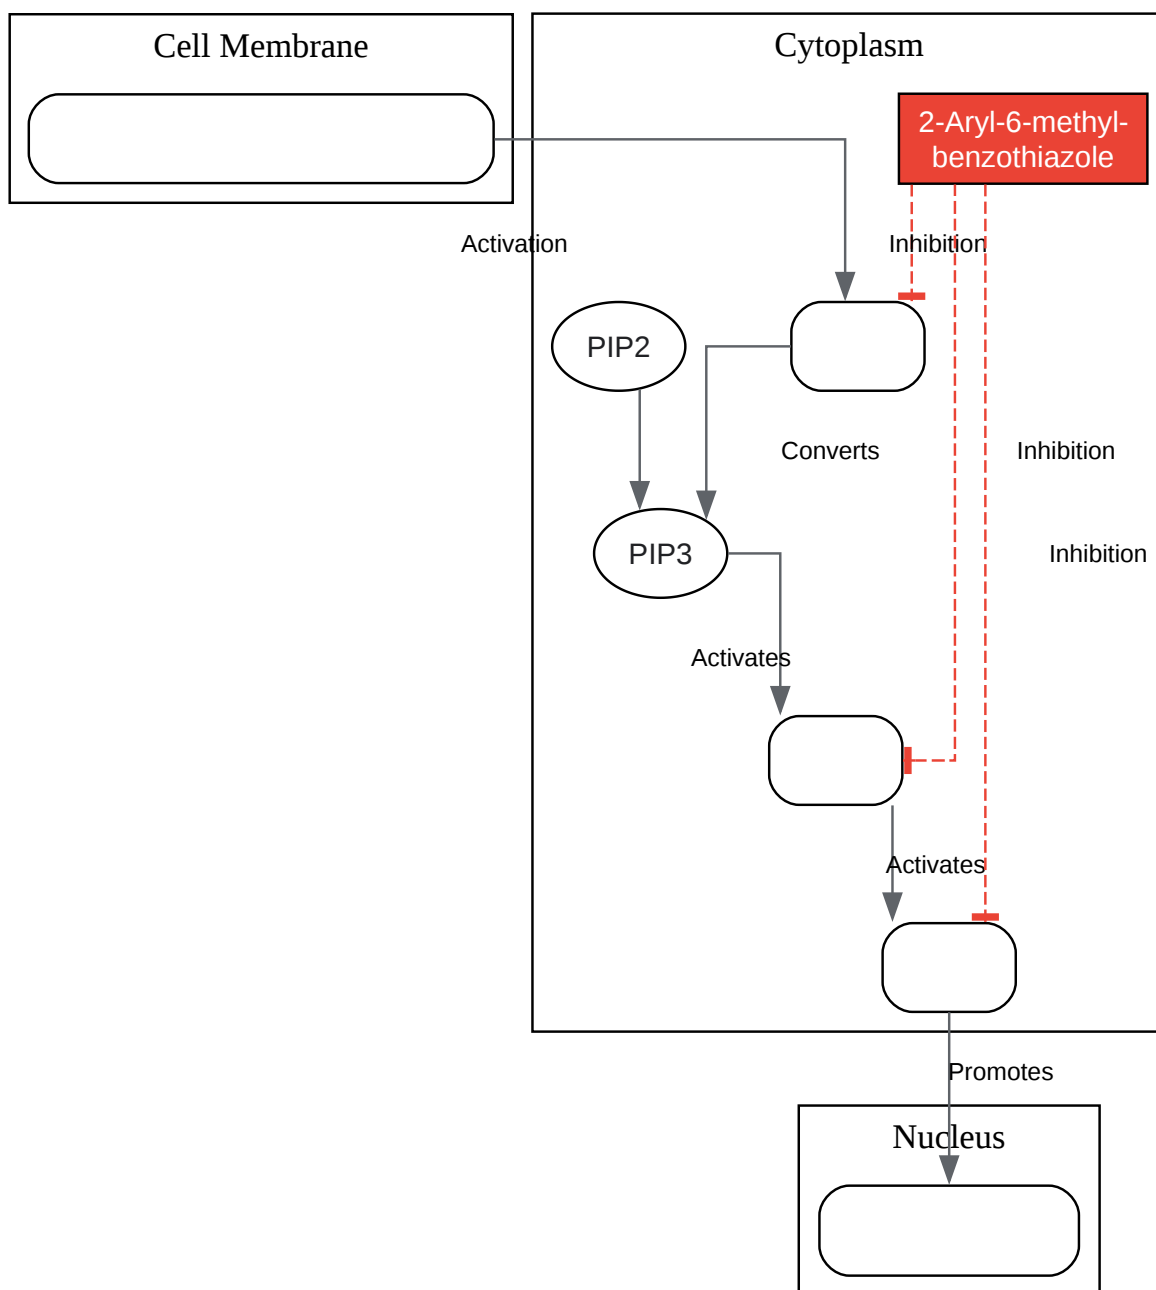 Cell Membrane
Cytoplasm
2-Aryl-6-methyl-
benzothiazole
Activation
Inhibition
PIP2
Converts
Inhibition
PIP3
Inhibition
Activates
Activates
Promotes
Nucleus